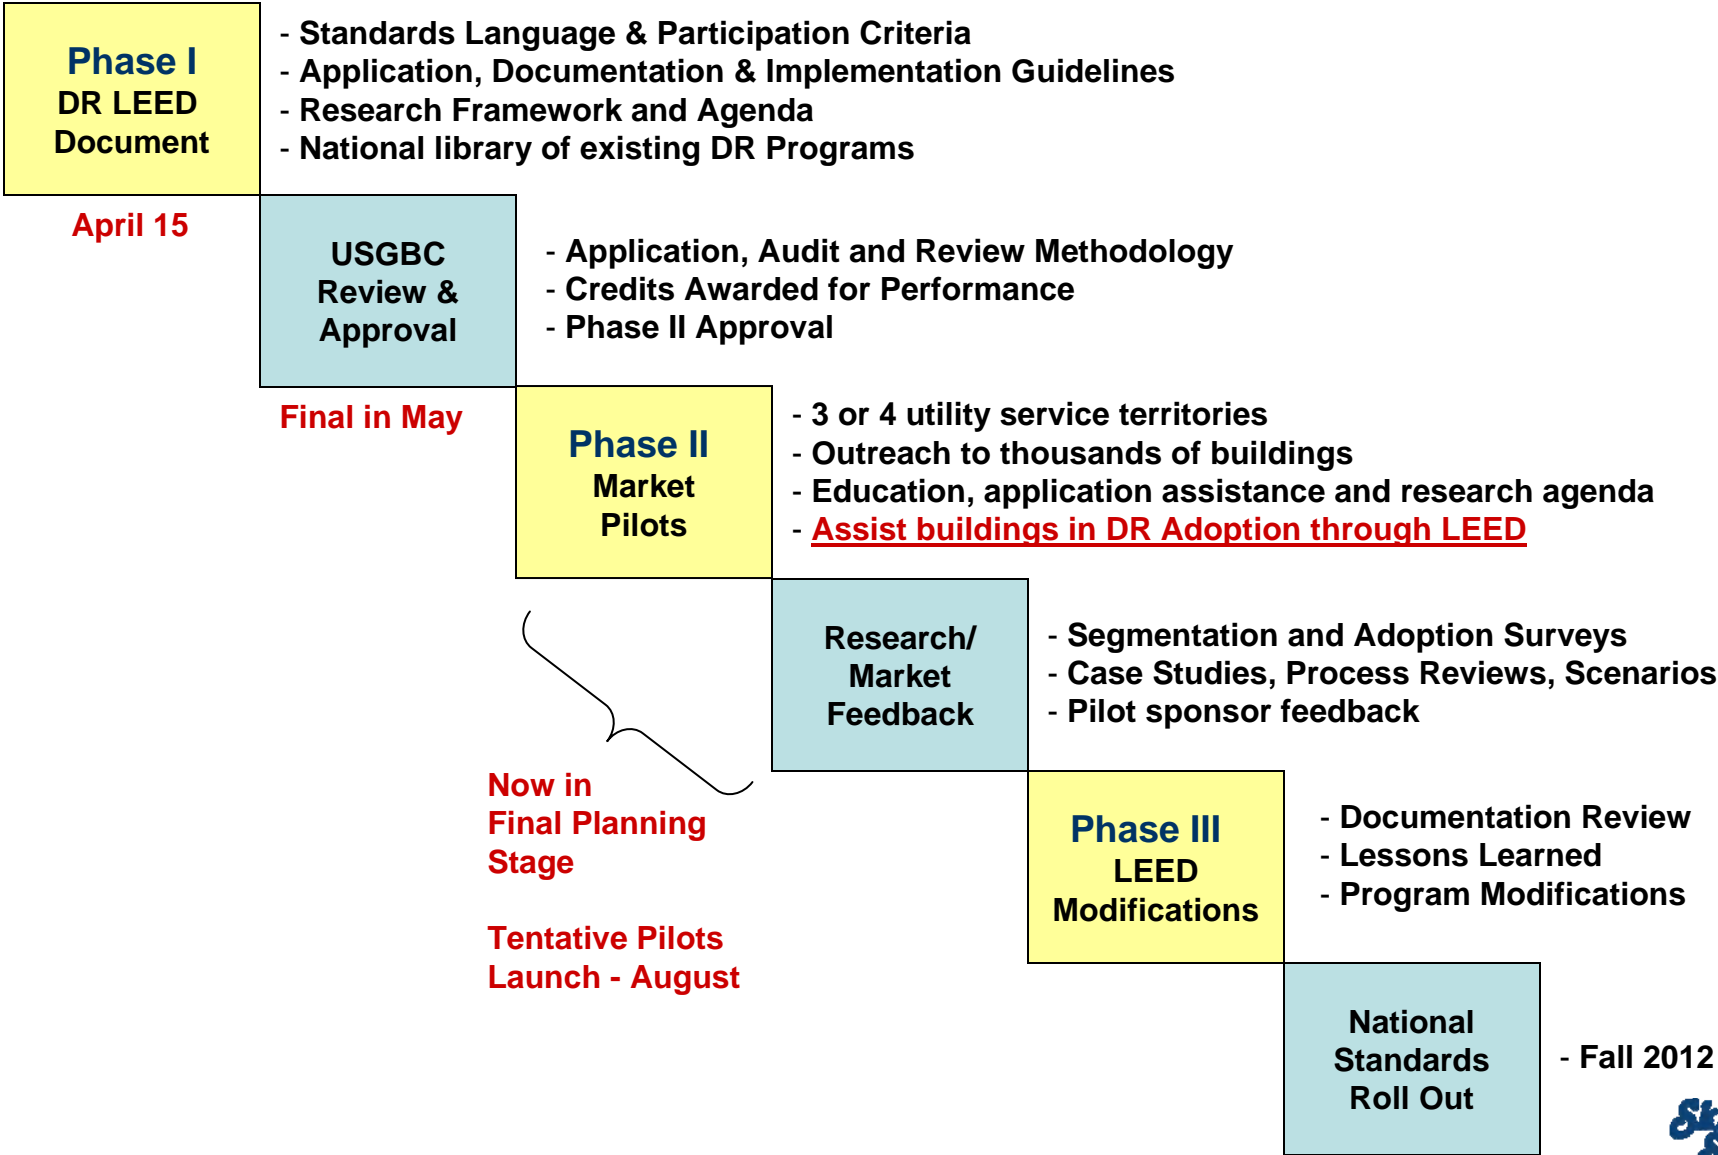 Phase I
DR LEED
Document
- Standards Language & Participation Criteria
- Application, Documentation & Implementation Guidelines
- Research Framework and Agenda
- National library of existing DR Programs
April 15
USGBC
Review &
Approval
- Application, Audit and Review Methodology
- Credits Awarded for Performance
- Phase II Approval
Final in May
Phase II
Market
Pilots
- 3 or 4 utility service territories
- Outreach to thousands of buildings
- Education, application assistance and research agenda
- Assist buildings in DR Adoption through LEED
Research/
Market
Feedback
- Segmentation and Adoption Surveys
- Case Studies, Process Reviews, Scenarios
- Pilot sponsor feedback
Now in
Final Planning
Stage
Tentative Pilots
Launch - August
Phase III
LEED
Modifications
- Documentation Review
- Lessons Learned
- Program Modifications
National
Standards
Roll Out
- Fall 2012